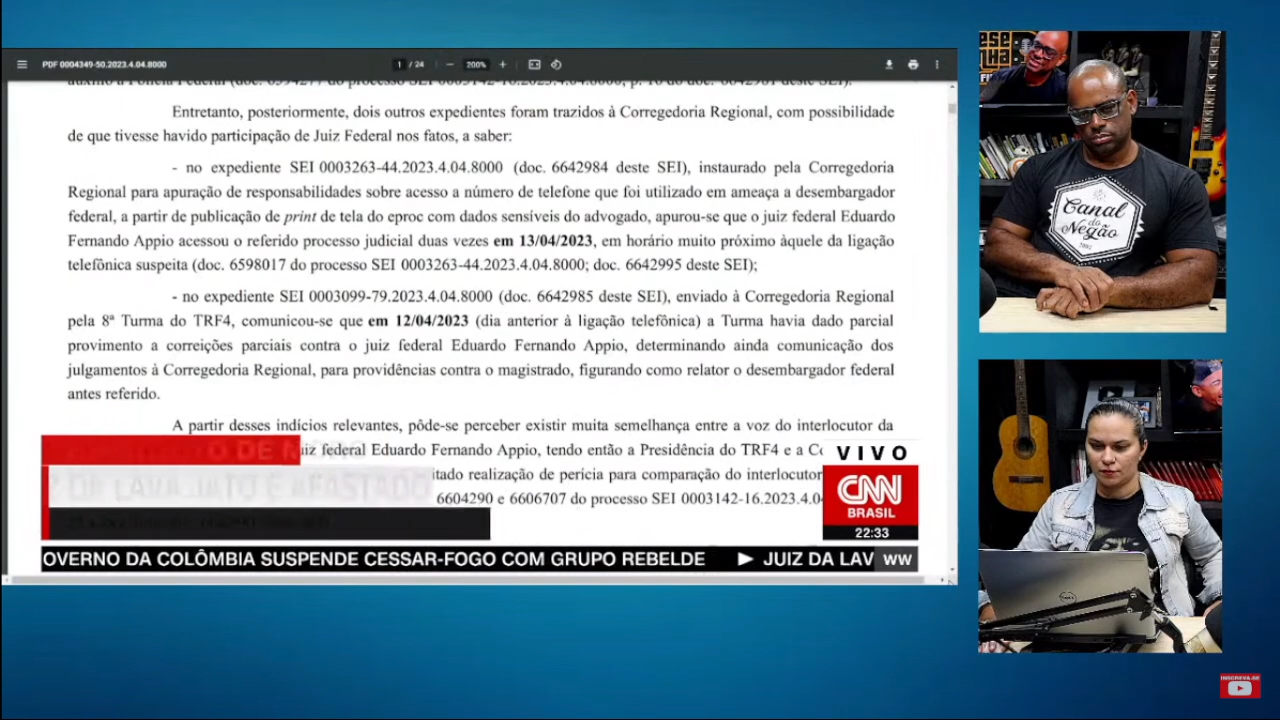 PDF 0004349-50.2023.4.04.8000
1 / 24
200%
Entretanto, posteriormente, dois outros expedientes foram trazidos à Corregedoria Regional, com possibilidade
de que tivesse havido participação de Juiz Federal nos fatos, a saber:
- no expediente SEI 0003263-44.2023.4.04.8000 (doc. 6642984 deste SEI), instaurado pela Corregedoria
Regional para apuração de responsabilidades sobre acesso a número de telefone que foi utilizado em ameaça a desembargador
federal, a partir de publicação de print de tela do eproc com dados sensíveis do advogado, apurou-se que o juiz federal Eduardo
Fernando Appio acessou o referido processo judicial duas vezes em 13/04/2023, em horário muito próximo àquele da ligação
telefônica suspeita (doc. 6598017 do processo SEI 0003263-44.2023.4.04.8000; doc. 6642995 deste SEI);
- no expediente SEI 0003099-79.2023.4.04.8000 (doc. 6642985 deste SEI), enviado à Corregedoria Regional
pela 8ª Turma do TRF4, comunicou-se que em 12/04/2023 (dia anterior à ligação telefônica) a Turma havia dado parcial
provimento a correições parciais contra o juiz federal Eduardo Fernando Appio, determinando ainda comunicação dos
julgamentos à Corregedoria Regional, para providências contra o magistrado, figurando como relator o desembargador federal
antes referido.
A partir desses indícios relevantes, pôde-se perceber existir muita semelhança entre a voz do interlocutor da
federal Eduardo Fernando Appio, tendo então a Presidência do TRF4 e a
realização de perícia para comparação do interlocutor
6604290 e 6606707 do processo SEI 0003142-16.2023.4.0
VIVO
CNN
BRASIL
22:33
OVERNO DA COLÔMBIA SUSPENDE CESSAR-FOGO COM GRUPO REBELDE ▶ JUIZ DA LAV
WW
Canal
do
Negão
INSCREVA-SE